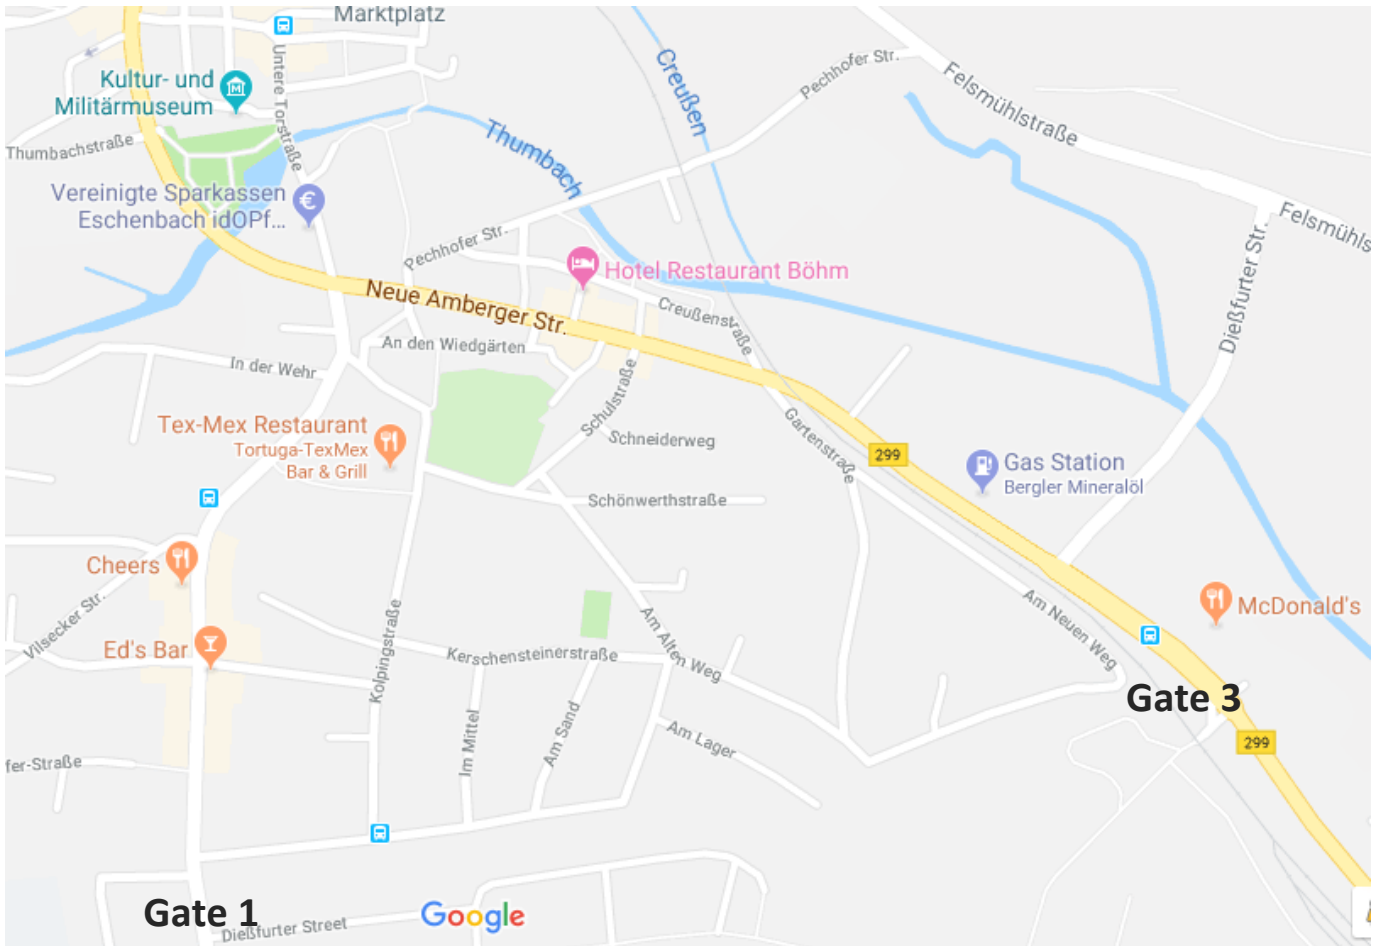 Marktplatz
Untere Torstraße
Kultur- und
Militärmuseum
Thumbachstraße
Thumbach
Creußen
Pechhofer Str.
Felsmühlstraße
Vereinigte Sparkassen
Eschenbach idOPf...
Felsmühls
Pechhofer Str.
Hotel Restaurant Böhm
Dießfurter Str.
Neue Amberger Str.
Creußenstraße
An den Wiedgärten
In der Wehr
Schulstraße
Tex-Mex Restaurant
Tortuga-TexMex
Bar & Grill
Schneiderweg
Gartenstraße
299
Gas Station
Bergler Mineralöl
Schönwerthstraße
Cheers
Vilsecker Str.
Am Neuen Weg
McDonald's
Ed's Bar
Kolpingstraße
Kerschensteinerstraße
Am Alten Weg
Gate 3
Im Mittel
Am Sand
Am Lager
299
fer-Straße
Gate 1
Dießfurter Street
Google